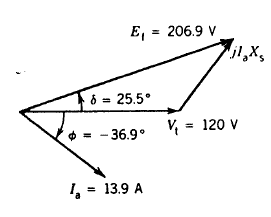 E_f = 206.9 V
jI_aX_s
δ = 25.5°
V_t = 120 V
φ = −36.9°
I_a = 13.9 A